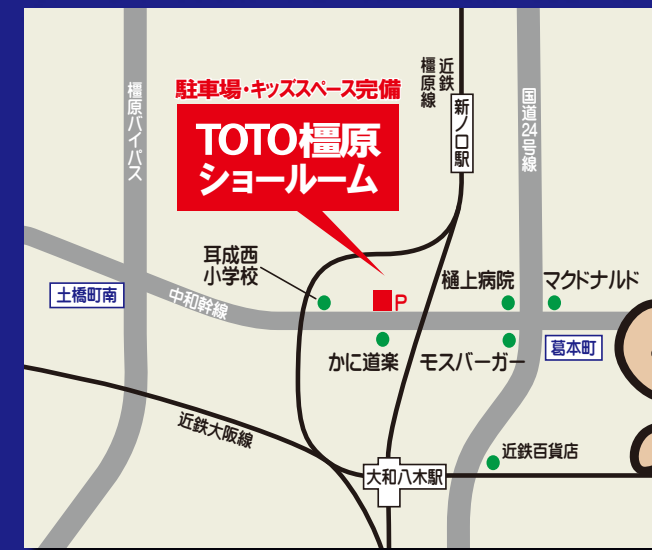 駐車場・キッズスペース完備
TOTO橿原
ショールーム
橿原バイパス
近鉄
橿原線
新ノ口駅
国道24号線
耳成西
小学校
P
樋上病院
マクドナルド
土橋町南
中和幹線
かに道楽
モスバーガー
葛本町
近鉄大阪線
大和八木駅
近鉄百貨店